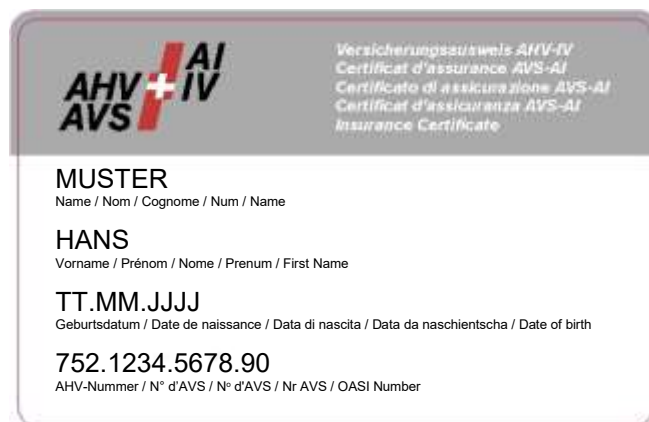 AHV AI
AVS IV
Versicherungsausweis AHV-IV
Certificat d'assurance AVS-AI
Certificato di assicurazione AVS-AI
Certificat d'assicuranza AVS-AI
Insurance Certificate
MUSTER
Name / Nom / Cognome / Num / Name
HANS
Vorname / Prénom / Nome / Prenum / First Name
TT.MM.JJJJ
Geburtsdatum / Date de naissance / Data di nascita / Data da naschientscha / Date of birth
752.1234.5678.90
AHV-Nummer / N° d'AVS / Nº d'AVS / Nr AVS / OASI Number